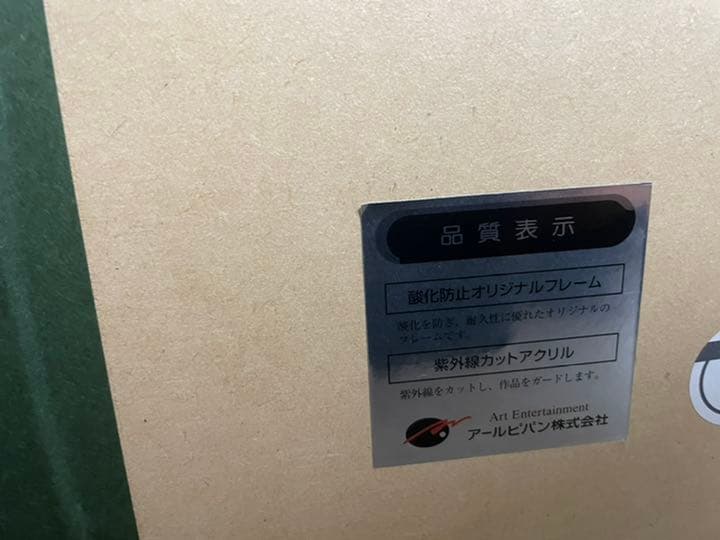 品質表示
酸化防止オリジナルフレーム
酸化を防ぎ、耐久性に優れたオリジナルの
フレームです。
紫外線カットアクリル
紫外線をカットし、作品をガードします。
Art Entertainment
アールビバン株式会社